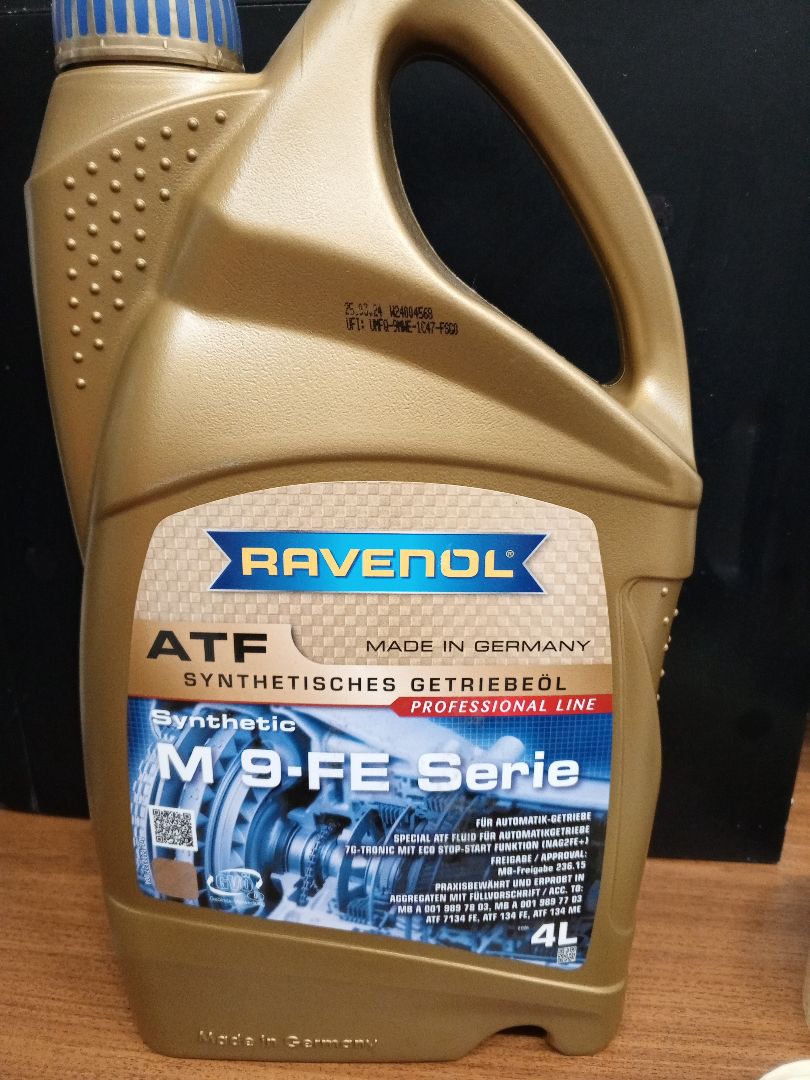 25.03.24 W24004568
UFI: UMFQ-9MWE-1C47-FSG0
RAVENOL®
ATF
MADE IN GERMANY
SYNTHETISCHES GETRIEBEÖL
PROFESSIONAL LINE
Synthetic
M 9-FE Serie
FÜR AUTOMATIK-GETRIEBE
SPECIAL ATF FLUID FÜR AUTOMATIKGETRIEBE
7G-TRONIC MIT ECO STOP-START FUNKTION (NAG2FE+)
FREIGABE / APPROVAL:
MB-Freigabe 236.15
PRAXISBEWÄHRT UND ERPROBT IN
AGGREGATEN MIT FÜLLVORSCHRIFT / ACC. TO:
MB A 001 989 78 03, MB A 001 989 77 03
ATF 7134 FE, ATF 134 FE, ATF 134 ME
4L
Made in Germany